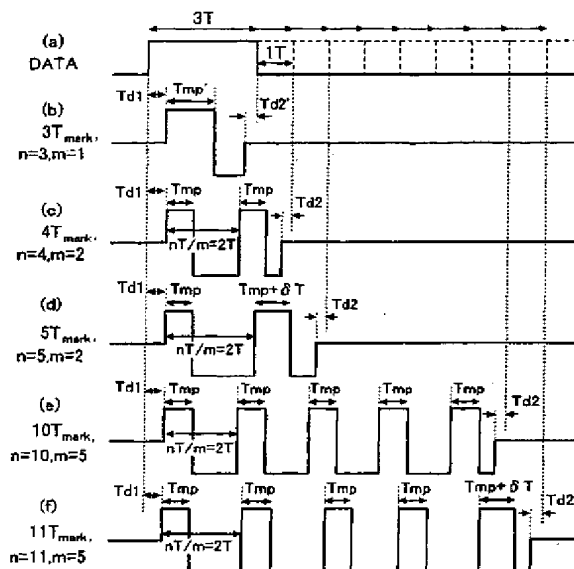 3T
(a)
DATA
1T
Td1
Tmp'
Td2'
(b)
3Tmark,
n=3,m=1
Td1
Tmp
Tmp
Td2
(c)
4Tmark,
n=4,m=2
nT/m=2T
Td1
Tmp
Tmp+δT
Td2
(d)
5Tmark,
n=5,m=2
nT/m=2T
Td1
Tmp
Tmp
Tmp
Tmp
Tmp
Td2
(e)
10Tmark,
n=10,m=5
nT/m=2T
Td1
Tmp
Tmp
Tmp
Tmp
Tmp+δT
Td2
(f)
11Tmark,
n=11,m=5
nT/m=2T